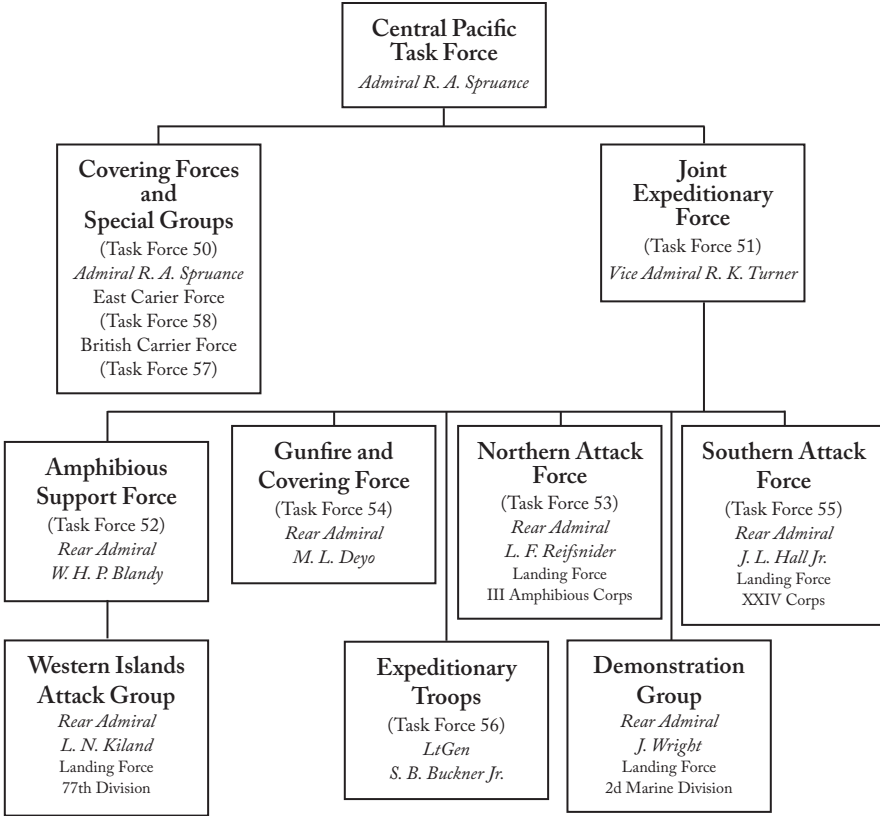 Central Pacific
Task Force
Admiral R. A. Spruance
Covering Forces
and
Special Groups
(Task Force 50)
Admiral R. A. Spruance
East Carier Force
(Task Force 58)
British Carrier Force
(Task Force 57)
Joint
Expeditionary
Force
(Task Force 51)
Vice Admiral R. K. Turner
Amphibious
Support Force
(Task Force 52)
Rear Admiral
W. H. P. Blandy
Gunfire and
Covering Force
(Task Force 54)
Rear Admiral
M. L. Deyo
Northern Attack
Force
(Task Force 53)
Rear Admiral
L. F. Reifsnider
Landing Force
III Amphibious Corps
Southern Attack
Force
(Task Force 55)
Rear Admiral
J. L. Hall Jr.
Landing Force
XXIV Corps
Western Islands
Attack Group
Rear Admiral
L. N. Kiland
Landing Force
77th Division
Expeditionary
Troops
(Task Force 56)
LtGen
S. B. Buckner Jr.
Demonstration
Group
Rear Admiral
J. Wright
Landing Force
2d Marine Division